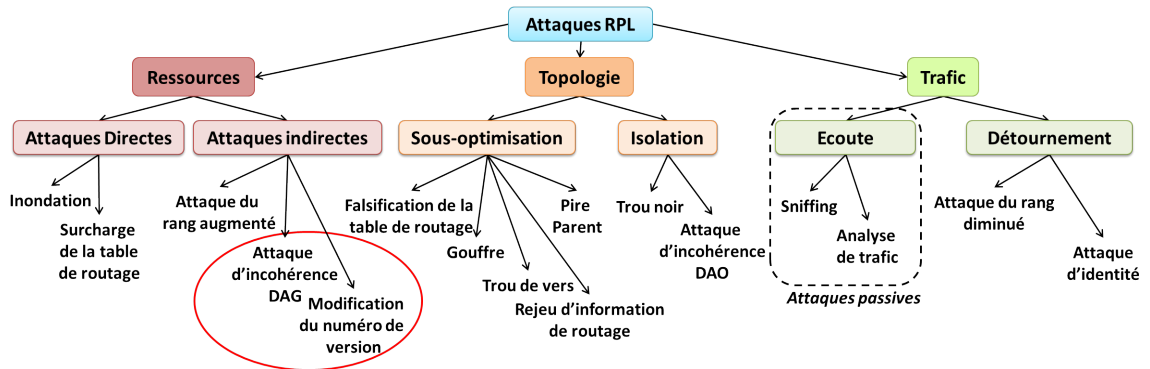 Attaques RPL
Ressources
Topologie
Trafic
Attaques Directes
Attaques indirectes
Sous-optimisation
Isolation
Ecoute
Détournement
Inondation
Surcharge
de la table
de routage
Attaque du
rang augmenté
Attaque
d’incohérence
DAG
Modification
du numéro de
version
Falsification de la
table de routage
Gouffre
Trou de vers
Rejeu d’information
de routage
Pire
Parent
Trou noir
Attaque
d’incohérence
DAO
Sniffing
Analyse
de trafic
Attaques passives
Attaque du rang
diminué
Attaque
d’identité